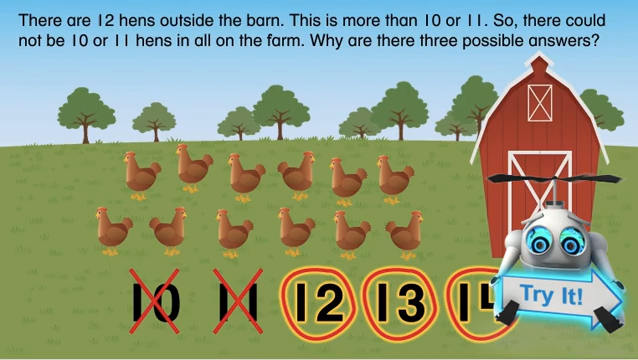 There are 12 hens outside the barn. This is more than 10 or 11. So, there could
not be 10 or 11 hens in all on the farm. Why are there three possible answers?
10 11 12 13 14
Try It!